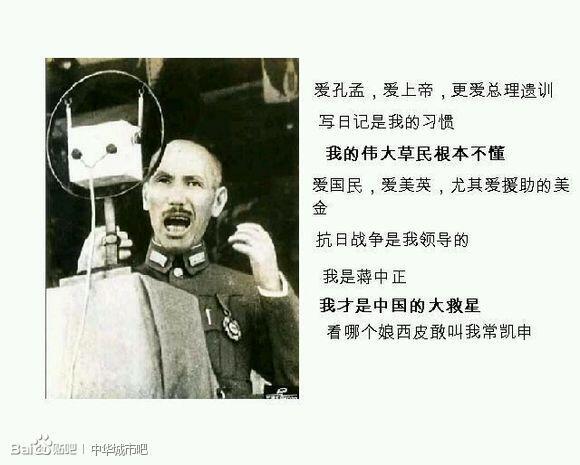 爱孔孟，爱上帝，更爱总理遗训
写日记是我的习惯
我的伟大草民根本不懂
爱国民，爱美英，尤其爱援助的美
金
抗日战争是我领导的
我是蒋中正
我才是中国的大救星
看哪个娘西皮敢叫我常凯申
Bai贴吧 | 中华城市吧